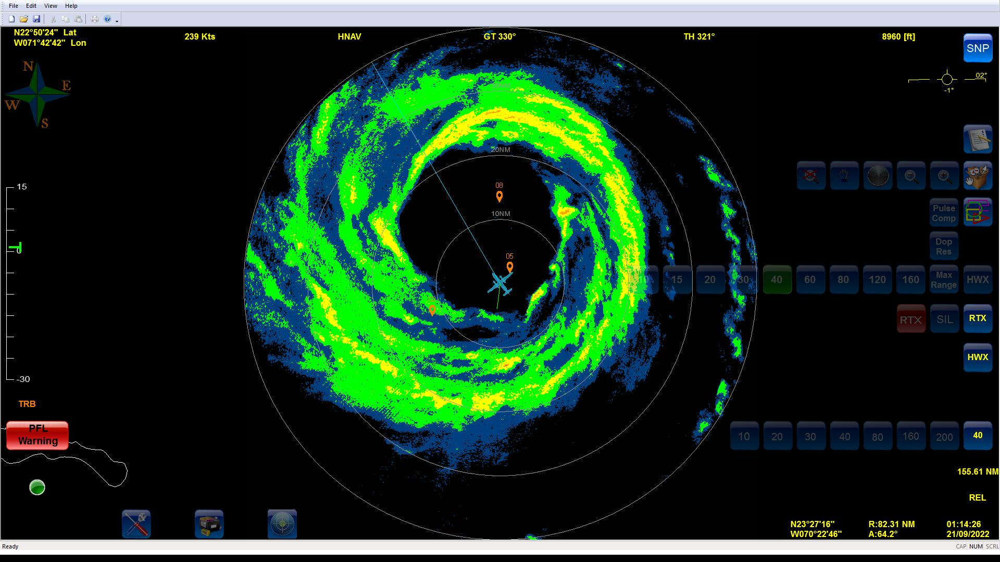 File Edit View Help
N22°50'24" Lat
W071°42'42" Lon
239 Kts
HNAV
GT 330°
TH 321°
8960 [ft]
SNP
N
E
W
S
02°
-1°
20NM
08
10NM
05
15
0
-30
Pulse
Comp
Dop
Res
10 15 20 30 40 60 80 120 160 Max
Range HWX
RTX SIL RTX
HWX
TRB
PFL
Warning
10 20 30 40 80 160 200 40
155.61 NM
REL
N23°27'16" R:82.31 NM 01:14:26
W070°22'46" A:64.2° 21/09/2022
Ready
CAP NUM SCRL